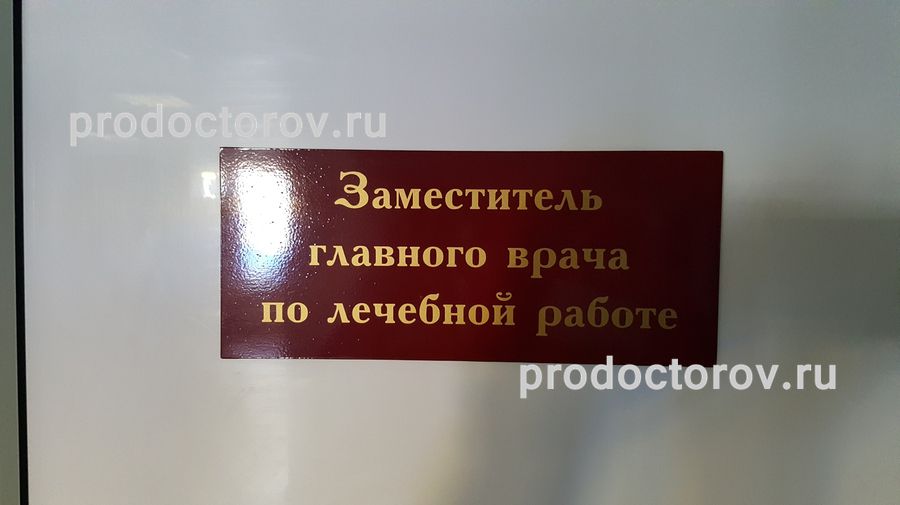 prodoctorov.ru
Заместитель
главного врача
по лечебной работе
prodoctorov.ru